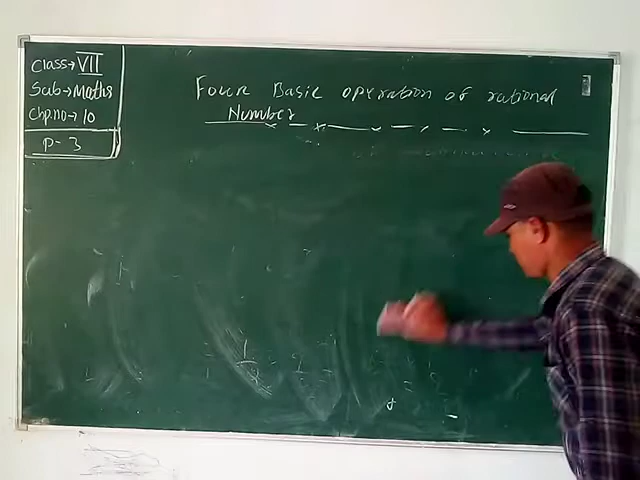 Class→VII
Sub→Maths
Chp.no→10
P-3
Four Basic operation of rational
Number